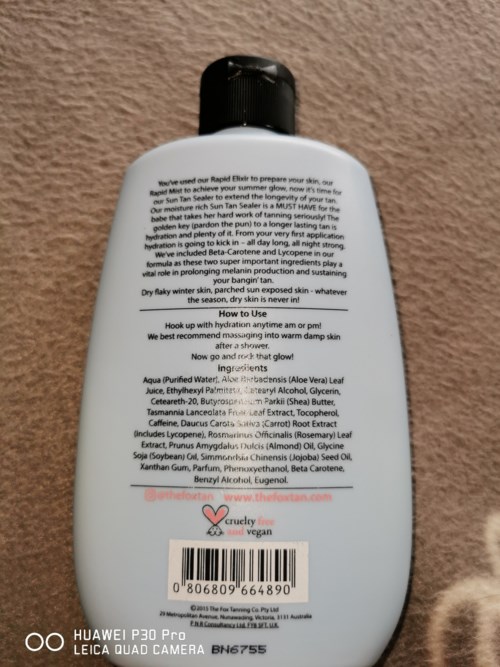 You've used our Rapid Elixir to prepare your skin, our
Rapid Mist to achieve your summer glow, now it's time for
our Sun Tan Sealer to extend the longevity of your tan.
Our moisture rich Sun Tan Sealer is a MUST HAVE for the
babe that takes her hard work of tanning seriously! The
golden key (pardon the pun) to a longer lasting tan is
hydration and plenty of it. From your very first application
hydration is going to kick in – all day long, all night strong.
We've included Beta-Carotene and Lycopene in our
formula as these two super important ingredients play a
vital role in prolonging melanin production and sustaining
your bangin' tan.
Dry flaky winter skin, parched sun exposed skin - whatever
the season, dry skin is never in!
How to Use
Hook up with hydration anytime am or pm!
We best recommend massaging into warm damp skin
after a shower.
Now go and rock that glow!
Ingredients
Aqua (Purified Water), Aloe Barbadensis (Aloe Vera) Leaf
Juice, Ethylhexyl Palmitate, Cetearyl Alcohol, Glycerin,
Ceteareth-20, Butyrospermum Parkii (Shea) Butter,
Tasmannia Lanceolata Fruit/Leaf Extract, Tocopherol,
Caffeine, Daucus Carota Sativa (Carrot) Root Extract
(includes Lycopene), Rosmarinus Officinalis (Rosemary) Leaf
Extract, Prunus Amygdalus Dulcis (Almond) Oil, Glycine
Soja (Soybean) Oil, Simmondsia Chinensis (Jojoba) Seed Oil,
Xanthan Gum, Parfum, Phenoxyethanol, Beta Carotene,
Benzyl Alcohol, Eugenol.
@thefoxtan www.thefoxtan.com
cruelty free
and vegan
0 806809 664890
©2015 The Fox Tanning Co. Pty Ltd
29 Metropolitan Avenue, Nunawading, Victoria, 3131 Australia
P.N.R Consultancy Ltd. FY8 5FT. U.K.
BN6755
HUAWEI P30 Pro
LEICA QUAD CAMERA